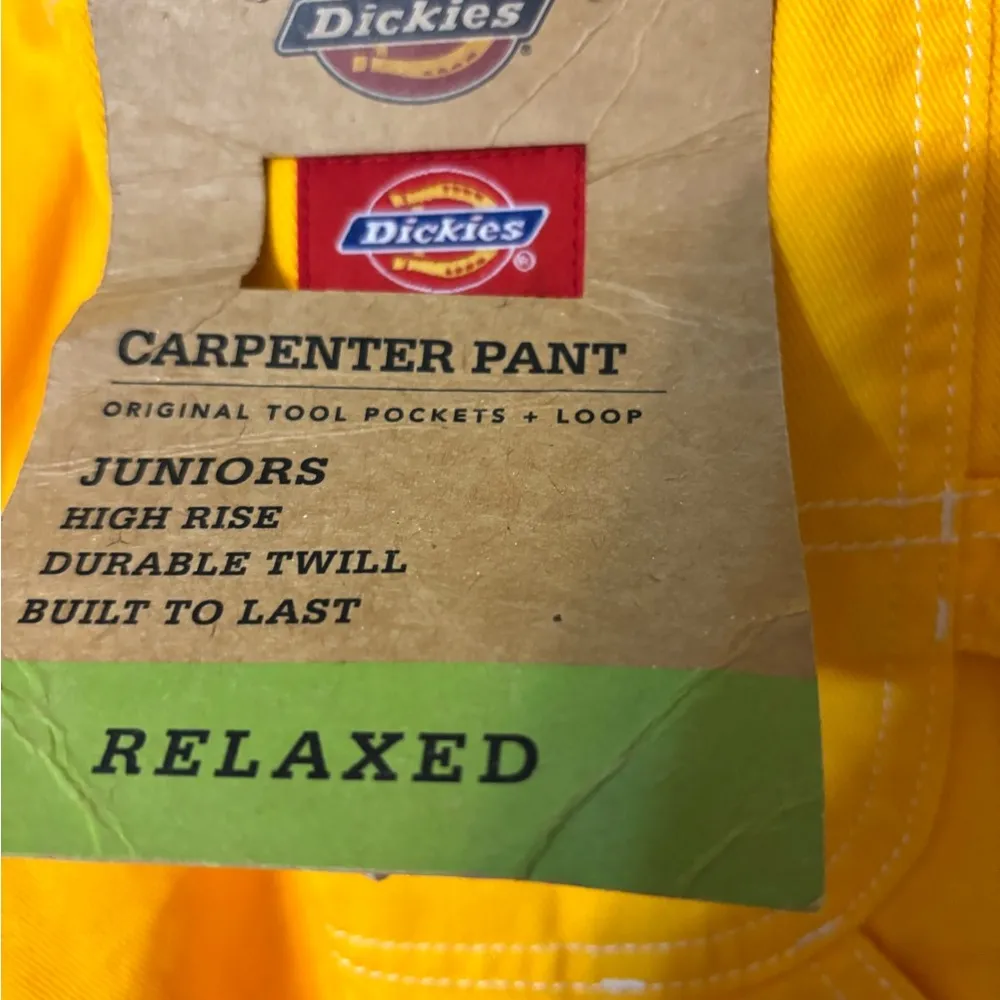 Dickies
®
Dickies
®
CARPENTER PANT
ORIGINAL TOOL POCKETS + LOOP
JUNIORS
HIGH RISE
DURABLE TWILL
BUILT TO LAST
RELAXED